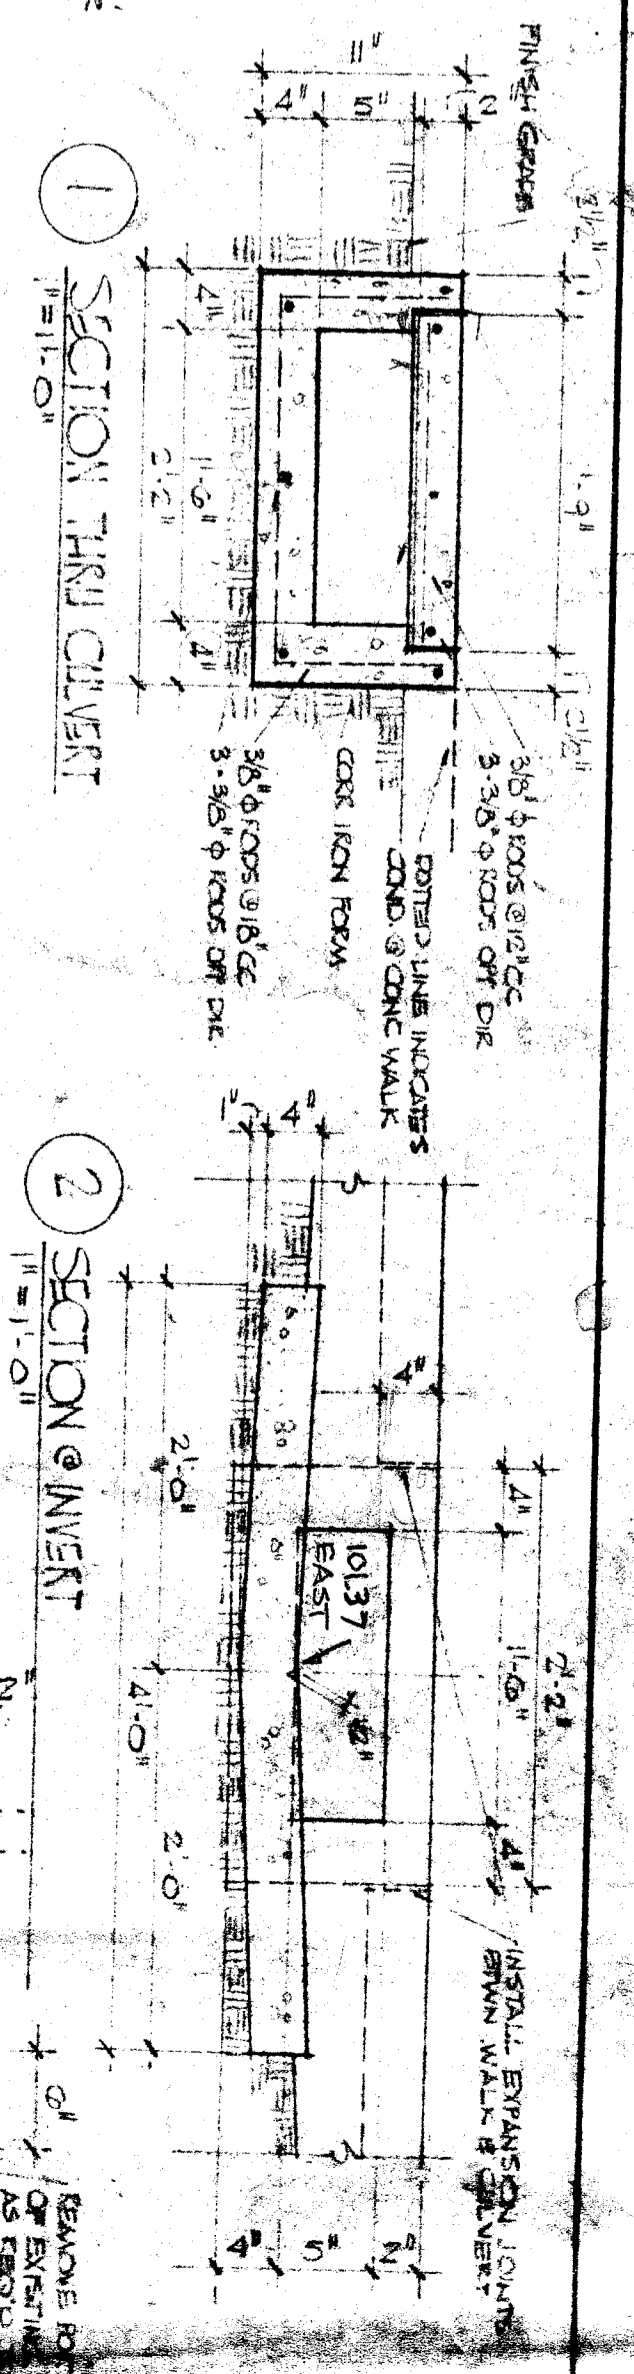 FINISH GRADE
11"
4"
5"
2
3½"
1'-9"
4"
1'-6"
4"
2'-2"
3/8" φ RODS @ 12" CC
3-3/8" φ RODS OPP DIR
DOTTED LINE INDICATES
COND. @ CONC WALK
CORR IRON FORM
3/8" φ RODS @ 18" CC
3-3/8" φ RODS OPP DIR
1
SECTION THRU CULVERT
1"=1'-0"
1"
4"
4"
4"
1'-6"
4"
2'-2"
101.37
EAST
INSTALL EXPANSION JOINTS
BTWN WALK & CULVERT
2'-0"
2'-0"
4'-0"
4"
5"
2"
2
SECTION @ INVERT
1"=1'-0"
6"
REMOVE
OF EXISTING
AS REQ'D